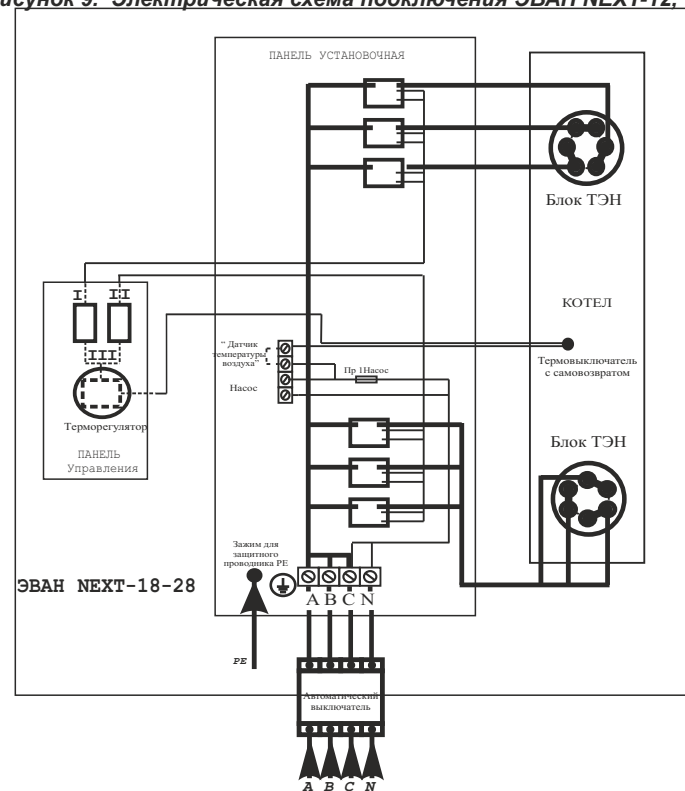 исунок 9. Электрическая схема подключения ЭВАН NEXT-12,
ПАНЕЛЬ УСТАНОВОЧНАЯ
Блок ТЭН
I II
III
Терморегулятор
ПАНЕЛЬ
Управления
" Датчик
температуры
воздуха"
Насос
Пр 1Насос
КОТЕЛ
Термовыключатель
с самовозвратом
Блок ТЭН
Зажим для
защитного
проводника PE
ЭВАН NEXT-18-28
A B C N
PE
Автоматический
выключатель
A B C N